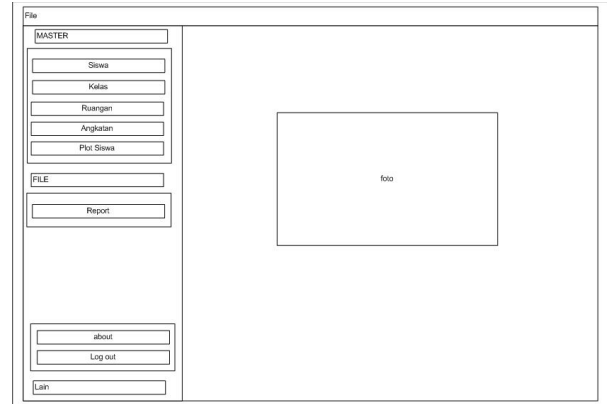 File
MASTER
Siswa
Kelas
Ruangan
Angkatan
Plot Siswa
FILE
Report
foto
about
Log out
Lain